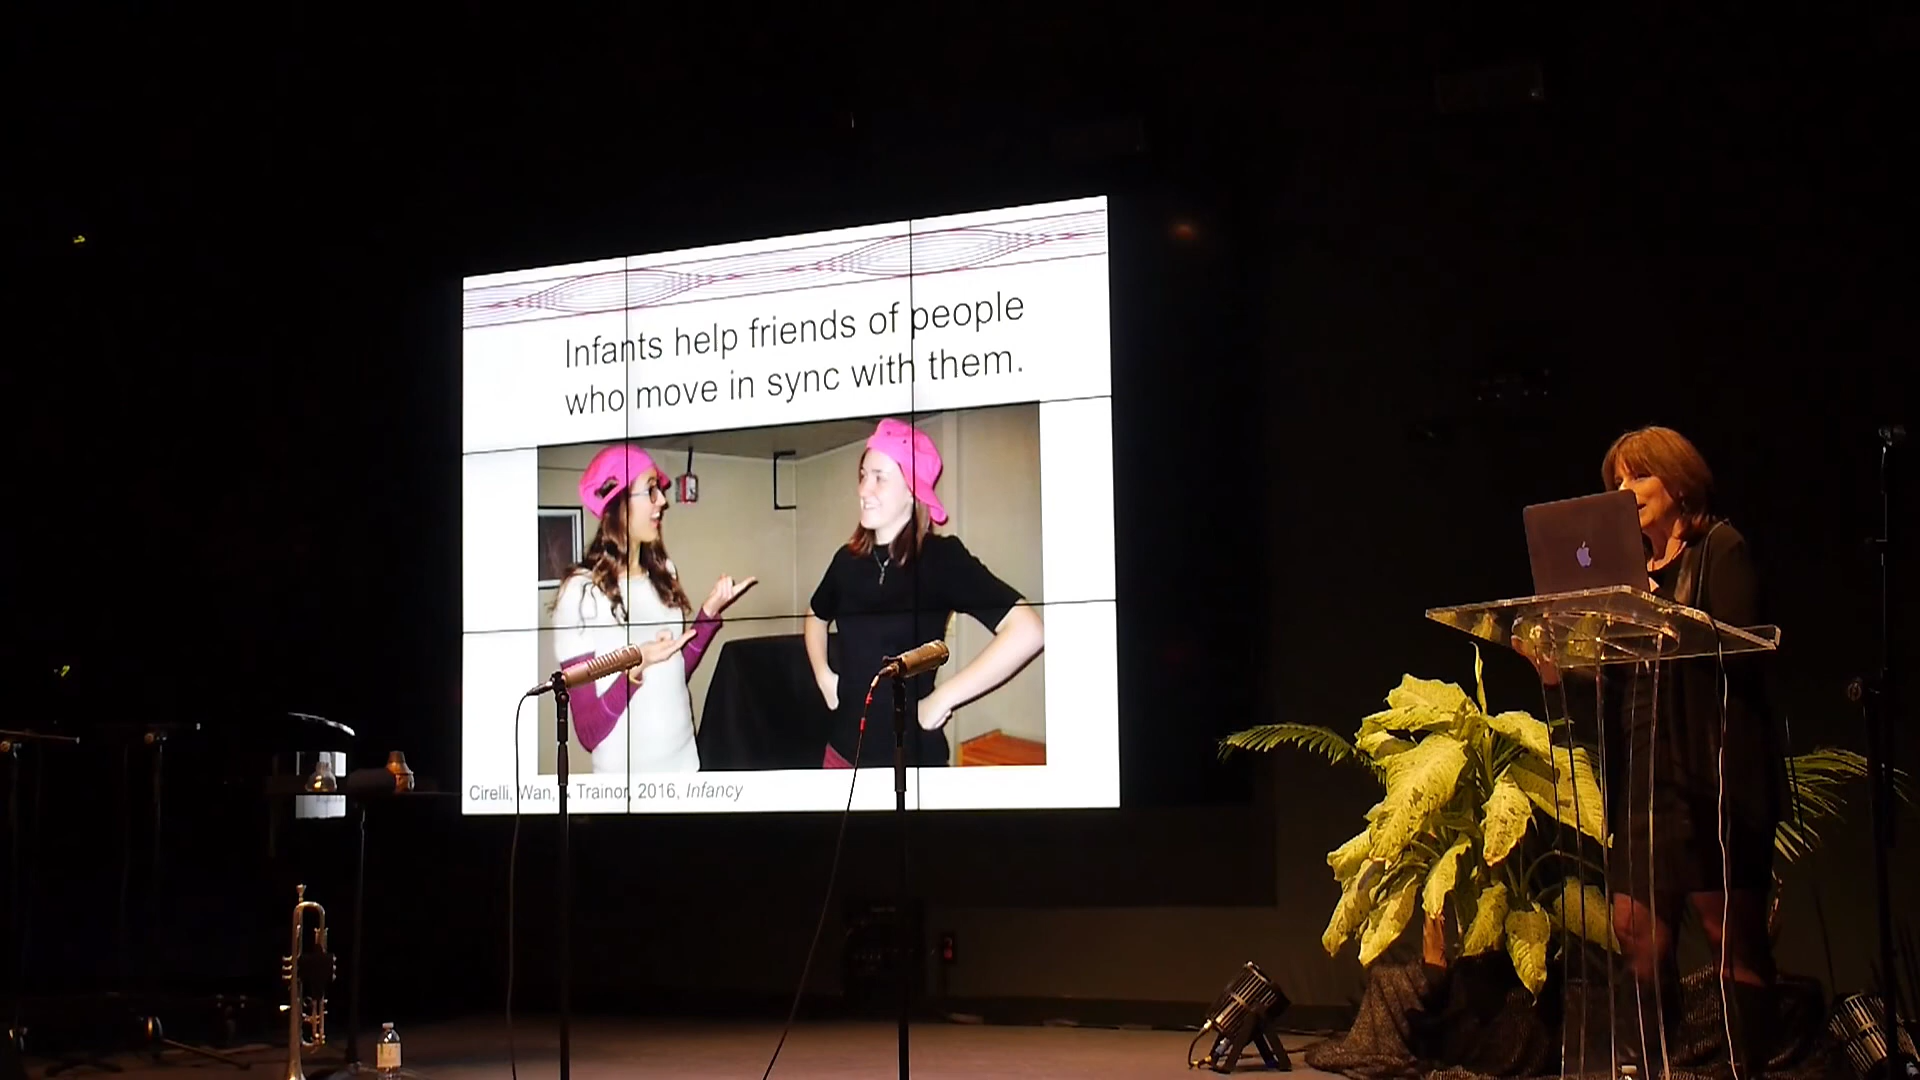 Infants help friends of people
who move in sync with them.
Cirelli, Wan, & Trainor, 2016, Infancy